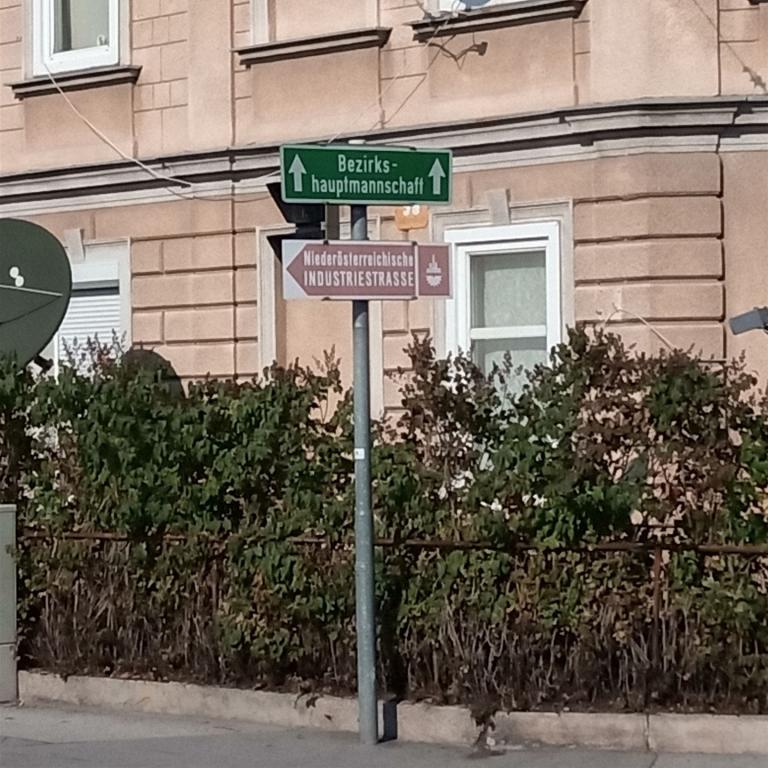 Bezirks-
hauptmannschaft
Niederösterreichische
INDUSTRIESTRASSE